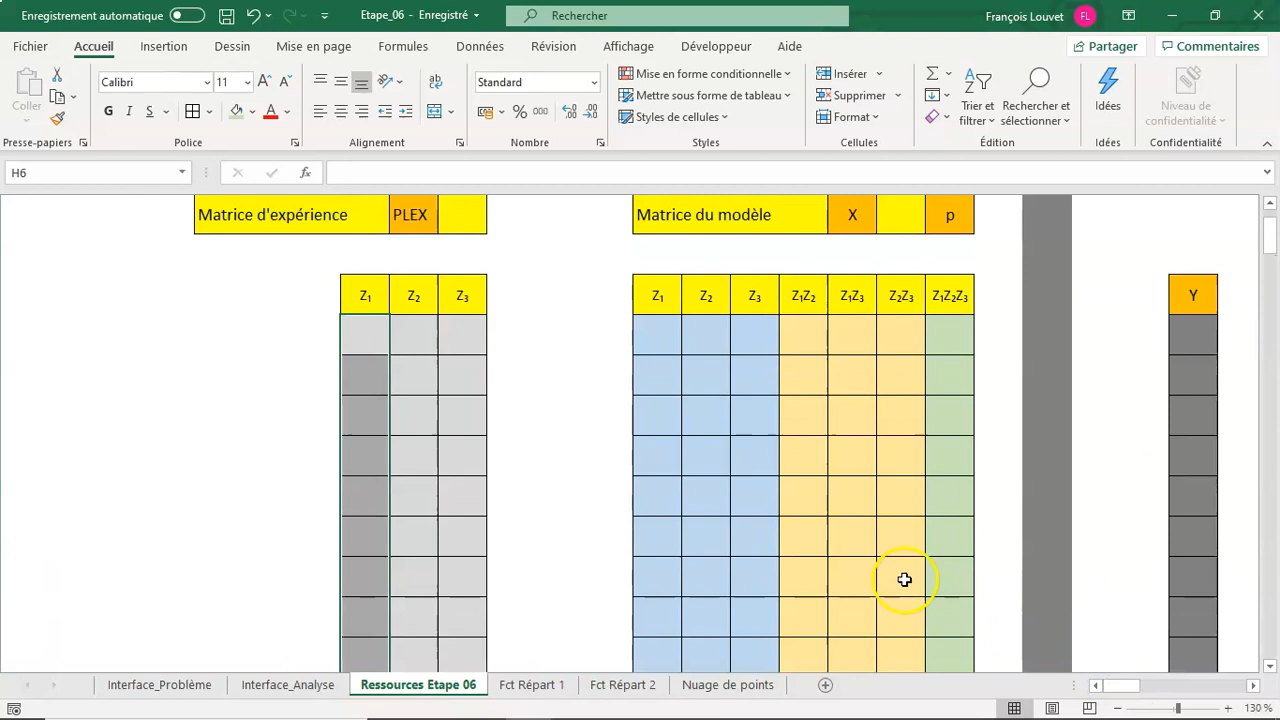 Enregistrement automatique
Etape_06 - Enregistré
Rechercher
François Louvet
FL
Fichier
Accueil
Insertion
Dessin
Mise en page
Formules
Données
Révision
Affichage
Développeur
Aide
Partager
Commentaires
Coller
Calibri
11
G
I
S
Standard
Mise en forme conditionnelle
Mettre sous forme de tableau
Styles de cellules
Insérer
Supprimer
Format
Trier et
filtrer
Rechercher et
sélectionner
Idées
Niveau de
confidentialité
Presse-papiers
Police
Alignement
Nombre
Styles
Cellules
Édition
Idées
Confidentialité
H6
fx
Matrice d'expérience PLEX
Matrice du modèle X p
Z₁ Z₂ Z₃
Z₁ Z₂ Z₃ Z₁Z₂ Z₁Z₃ Z₂Z₃ Z₁Z₂Z₃
Y
Interface_Problème
Interface_Analyse
Ressources Etape 06
Fct Répart 1
Fct Répart 2
Nuage de points
130 %